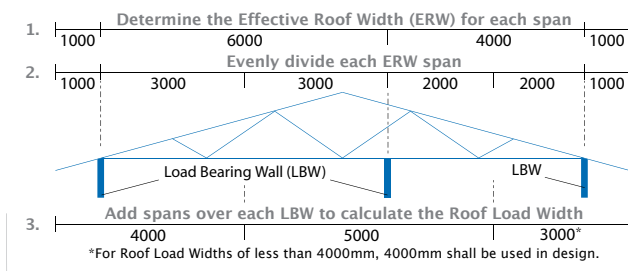 Determine the Effective Roof Width (ERW) for each span
1.
1000 6000 4000 1000
Evenly divide each ERW span
2.
1000 3000 3000 2000 2000 1000
Load Bearing Wall (LBW) LBW
Add spans over each LBW to calculate the Roof Load Width
3.
4000 5000 3000*
*For Roof Load Widths of less than 4000mm, 4000mm shall be used in design.